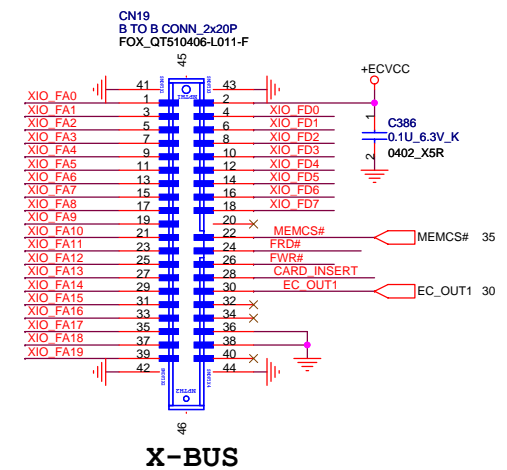 CN19
B TO B CONN_2x20P
FOX_QT510406-L011-F
45
+ECVCC
41 43
XIO_FA0 1 2
XIO_FA1 3 4 XIO_FD0
XIO_FA2 5 6 XIO_FD1
XIO_FA3 7 8 XIO_FD2
XIO_FA4 9 10 XIO_FD3
XIO_FA5 11 12 XIO_FD4
XIO_FA6 13 14 XIO_FD5
XIO_FA7 15 16 XIO_FD6
XIO_FA8 17 18 XIO_FD7
XIO_FA9 19 20
XIO_FA10 21 22 MEMCS# MEMCS# 35
XIO_FA11 23 24 FRD#
XIO_FA12 25 26 FWR#
XIO_FA13 27 28 CARD_INSERT
XIO_FA14 29 30 EC_OUT1 EC_OUT1 30
XIO_FA15 31 32
XIO_FA16 33 34
XIO_FA17 35 36
XIO_FA18 37 38
XIO_FA19 39 40
42 44
46
1
C386
0.1U_6.3V_K
2
0402_X5R
X-BUS